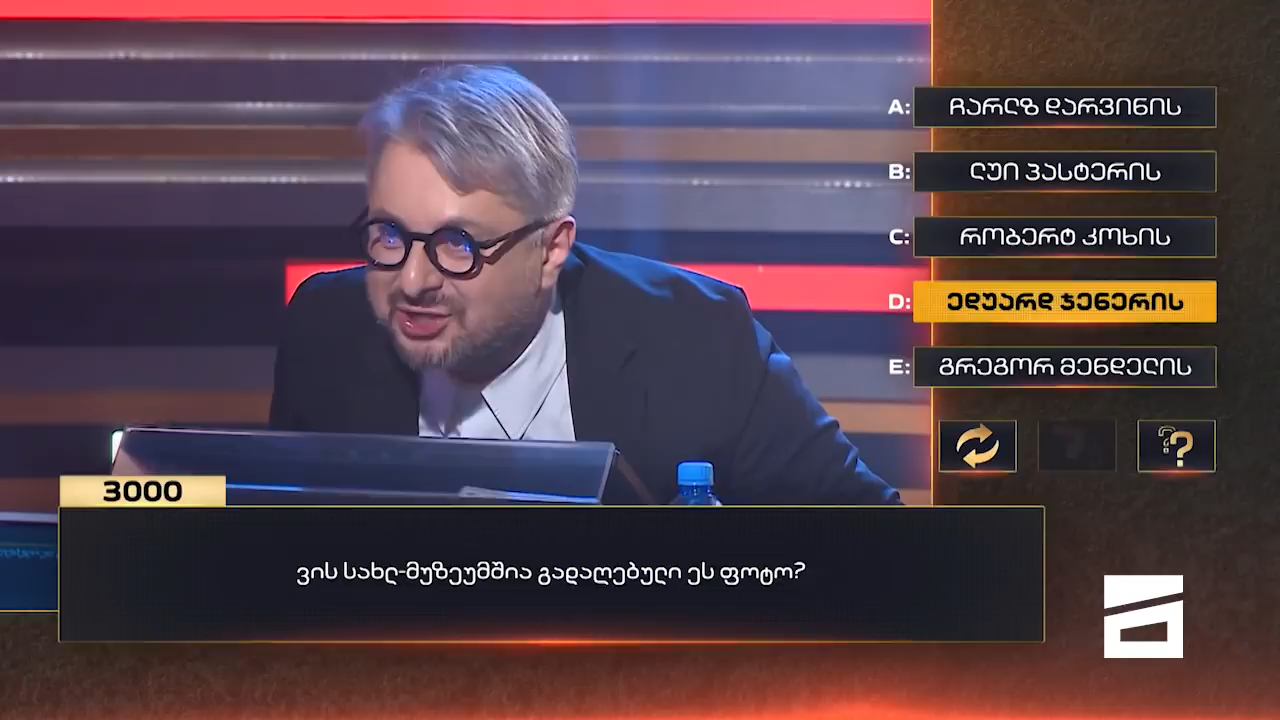 A: ჩარლზ დარვინის
B: ლუი პასტერის
C: რობერტ კოხის
D: ედუარდ ჯენერის
E: გრეგორ მენდელის
3000
ვის სახლ-მუზეუმშია გადაღებული ეს ფოტო?